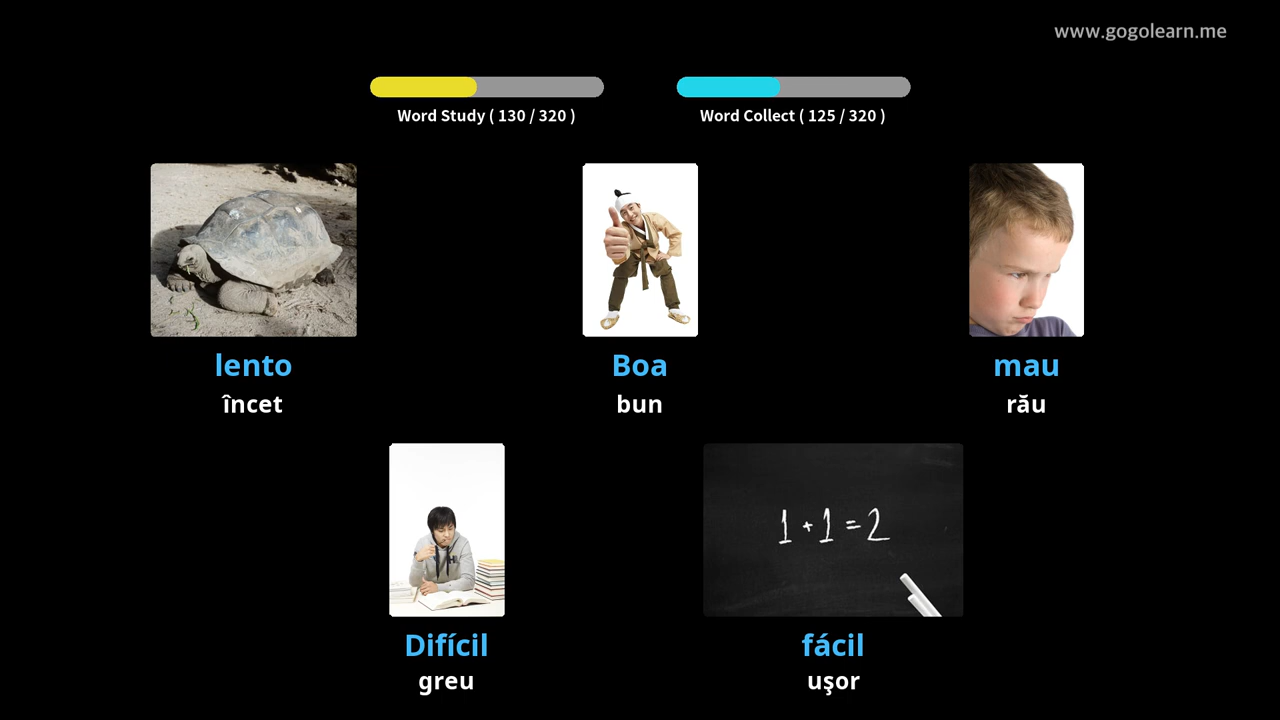 www.gogolearn.me
Word Study ( 130 / 320 )
Word Collect ( 125 / 320 )
lento
Boa
mau
încet
bun
rău
1 + 1 = 2
Difícil
fácil
greu
uşor